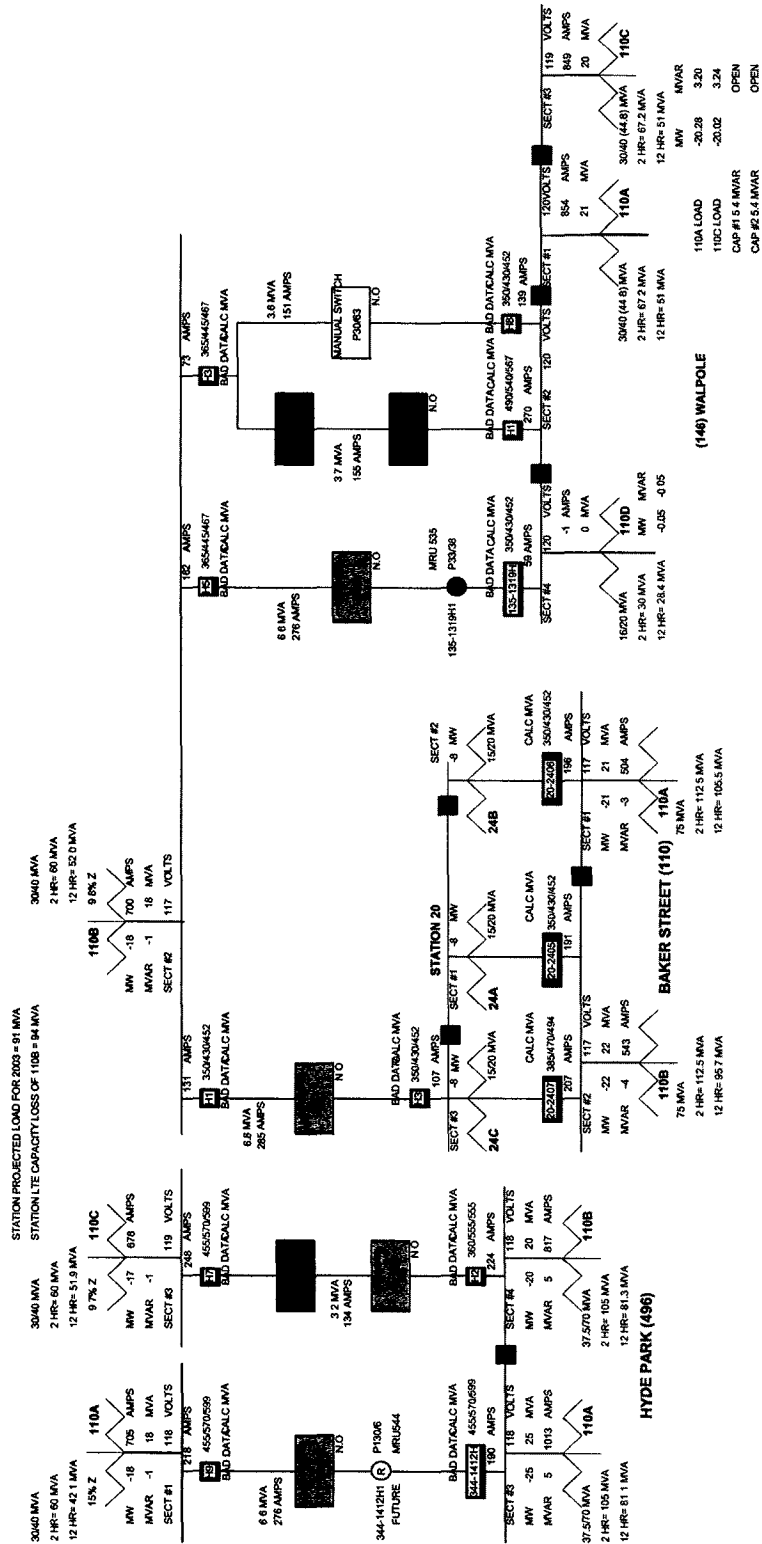 STATION PROJECTED LOAD FOR 2003 = 91 MVA
STATION LTE CAPACITY LOSS OF 110B = 94 MVA
30/40 MVA
2 HR= 60 MVA
12 HR= 42.1 MVA
15% Z
110A
MW -18 705 AMPS
MVAR -1 18 MVA
SECT #1 118 VOLTS
218 AMPS
H9 455/570/599
BAD DATA/CALC MVA
6 6 MVA
276 AMPS
N.O
R P130/6
344-1412H1 MRU544
FUTURE
BAD DATA/CALC MVA
344-1412H 455/570/599
190 AMPS
SECT #3 118 VOLTS
MW -25 25 MVA
MVAR 5 1013 AMPS
110A
37.5/70 MVA
2 HR= 105 MVA
12 HR= 81 1 MVA
30/40 MVA
2 HR= 60 MVA
12 HR= 51.9 MVA
9 7% Z
110C
MW -17 678 AMPS
MVAR -1
SECT #3 119 VOLTS
248 AMPS
H7 455/570/599
BAD DATA/CALC MVA
3 2 MVA
134 AMPS
N O
BAD DATA/CALC MVA
H2 360/555/555
224 AMPS
SECT #4 118 VOLTS
MW -20 20 MVA
MVAR 5 817 AMPS
110B
37.5/70 MVA
2 HR= 105 MVA
12 HR= 81.3 MVA
HYDE PARK (496)
30/40 MVA
2 HR= 60 MVA
12 HR= 52 0 MVA
9 6% Z
110B
MW -18 700 AMPS
MVAR -1 18 MVA
SECT #2 117 VOLTS
131 AMPS
H1 350/430/452
BAD DATA/CALC MVA
6.8 MVA
285 AMPS
N O
BAD DATA/CALC MVA
H3 350/430/452
107 AMPS
STATION 20
SECT #3 -8 MW
24C 15/20 MVA
SECT #1 -8 MW
24A 15/20 MVA
SECT #2
-8 MW
24B 15/20 MVA
CALC MVA
20-2407 385/470/494
207 AMPS
CALC MVA
20-2405 350/430/452
191 AMPS
CALC MVA
20-2406 350/430/452
196 AMPS
SECT #2 117 VOLTS
MW -22 22 MVA
MVAR -4 543 AMPS
110B
75 MVA
2 HR= 112.5 MVA
12 HR= 95.7 MVA
SECT #1 117 VOLTS
MW -21 21 MVA
MVAR -3 504 AMPS
110A
75 MVA
2 HR= 112 5 MVA
12 HR= 105.5 MVA
BAKER STREET (110)
182 AMPS
H5 365/445/467
BAD DATA/CALC MVA
6 6 MVA
276 AMPS
N.O
MRU 535
P33/38
135-1319H1
BAD DATA CALC MVA
135-1319H 350/430/452
59 AMPS
SECT #4 120 VOLTS
-1 AMPS
0 MVA
110D
16/20 MVA
2 HR= 30 MVA
12 HR= 28.4 MVA
MW MVAR
-0.05 -0 05
73 AMPS
H3 365/445/467
BAD DATA/CALC MVA
3 7 MVA
155 AMPS
N.O
3.8 MVA
151 AMPS
MANUAL SWITCH
P30/63
N.O
BAD DATA/CALC MVA
H1 490/540/567
270 AMPS
BAD DATA/CALC MVA
H8 350/430/452
139 AMPS
SECT #2 120 VOLTS
SECT #1 120VOLTS
854 AMPS
21 MVA
110A
30/40 (44 8) MVA
2 HR= 67.2 MVA
12 HR= 51 MVA
SECT #3 119 VOLTS
849 AMPS
20 MVA
110C
30/40 (44.8) MVA
2 HR= 67.2 MVA
12 HR= 51 MVA
(146) WALPOLE
MW MVAR
110A LOAD -20.28 3.20
110C LOAD -20.02 3.24
CAP #1 5 4 MVAR OPEN
CAP #2 5.4 MVAR OPEN